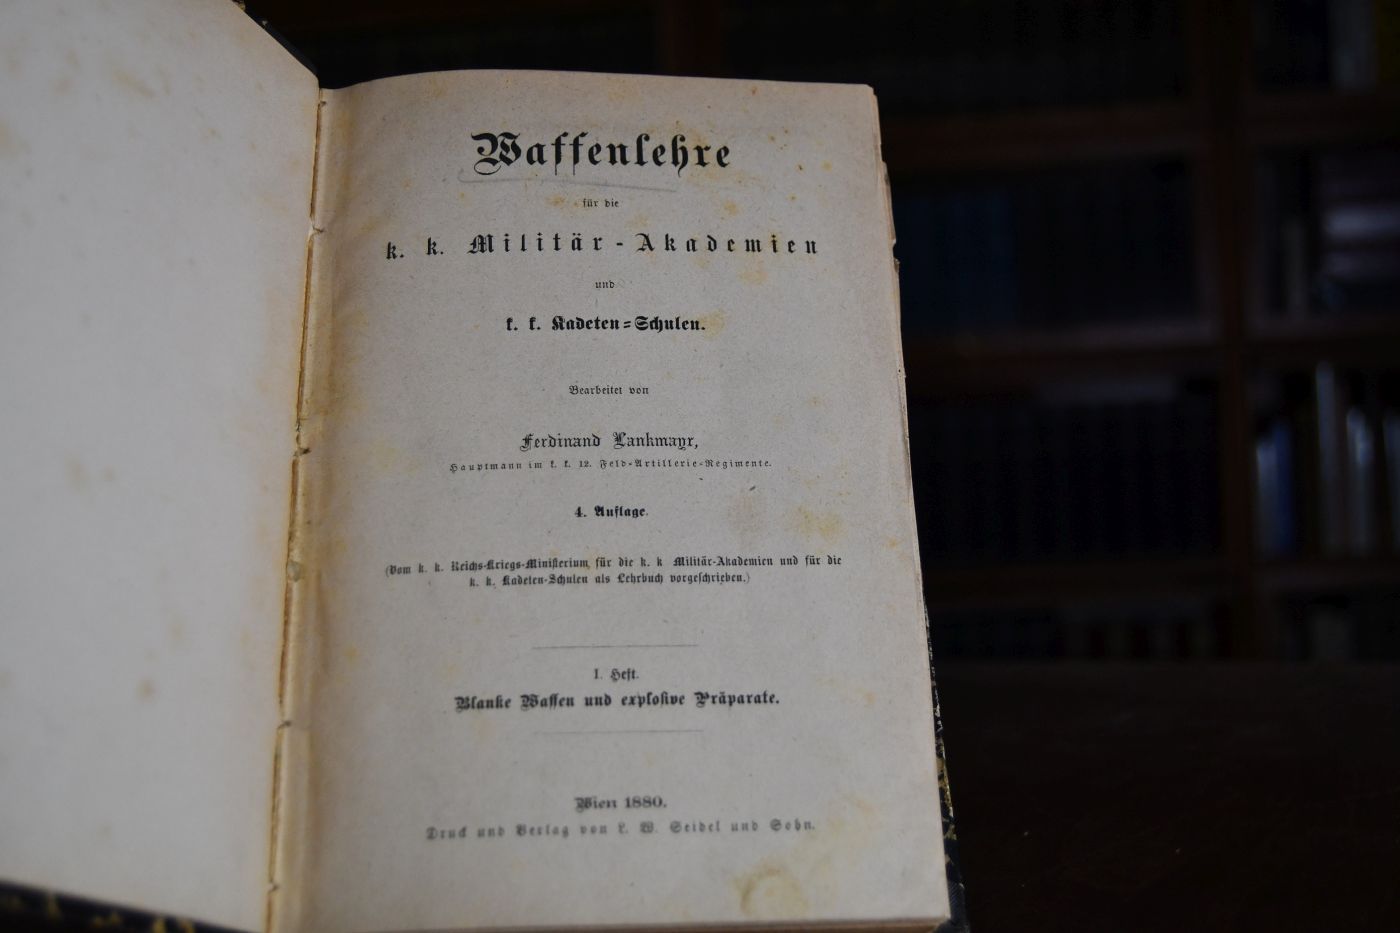 Waffenlehre
für die
k. k. Militär-Akademien
und
k. k. Kadeten=Schulen.
Bearbeitet von
Ferdinand Lankmayr,
Hauptmann im k. k. 12. Feld-Artillerie-Regimente.
4. Auflage.
(Vom k. k. Reichs-Kriegs-Ministerium für die k. k Militär-Akademien und für die
k. k. Kadeten-Schulen als Lehrbuch vorgeschrieben.)
I. Heft.
Blanke Waffen und explosive Präparate.
Wien 1880.
Druck und Verlag von L. W. Seidel und Sohn.